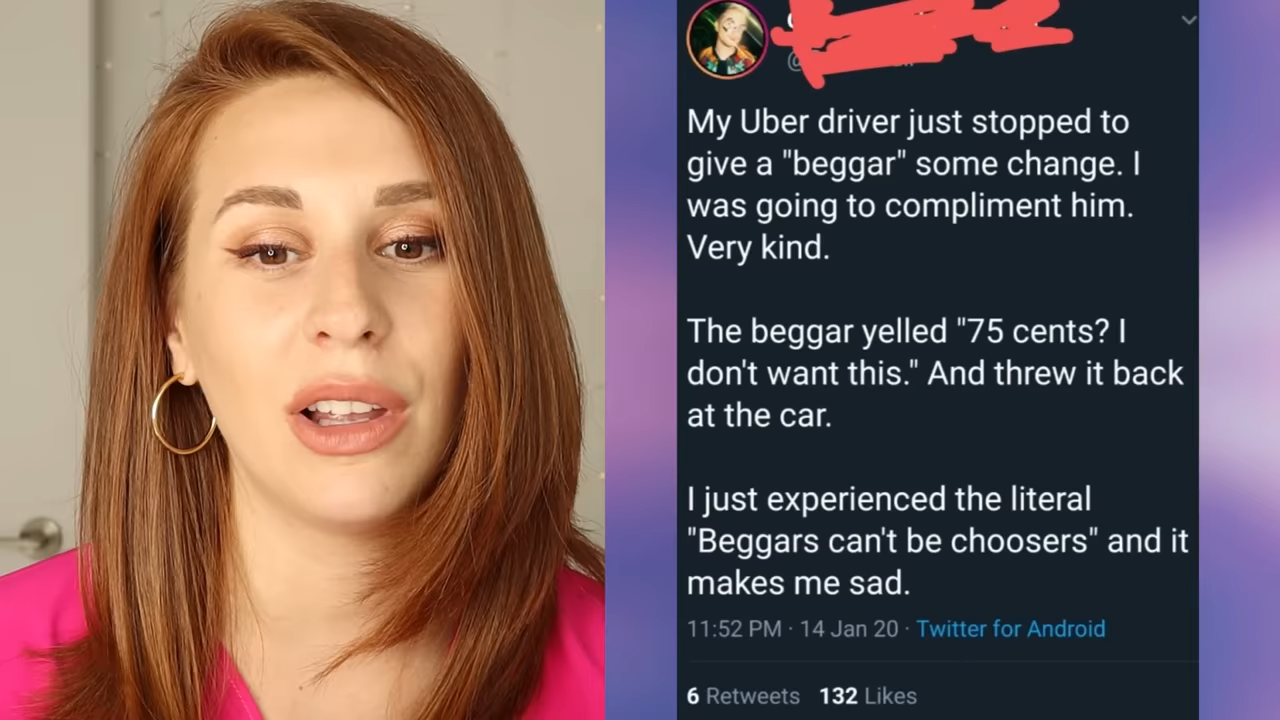 My Uber driver just stopped to
give a "beggar" some change. I
was going to compliment him.
Very kind.
The beggar yelled "75 cents? I
don't want this." And threw it back
at the car.
I just experienced the literal
"Beggars can't be choosers" and it
makes me sad.
11:52 PM · 14 Jan 20 · Twitter for Android
6 Retweets 132 Likes